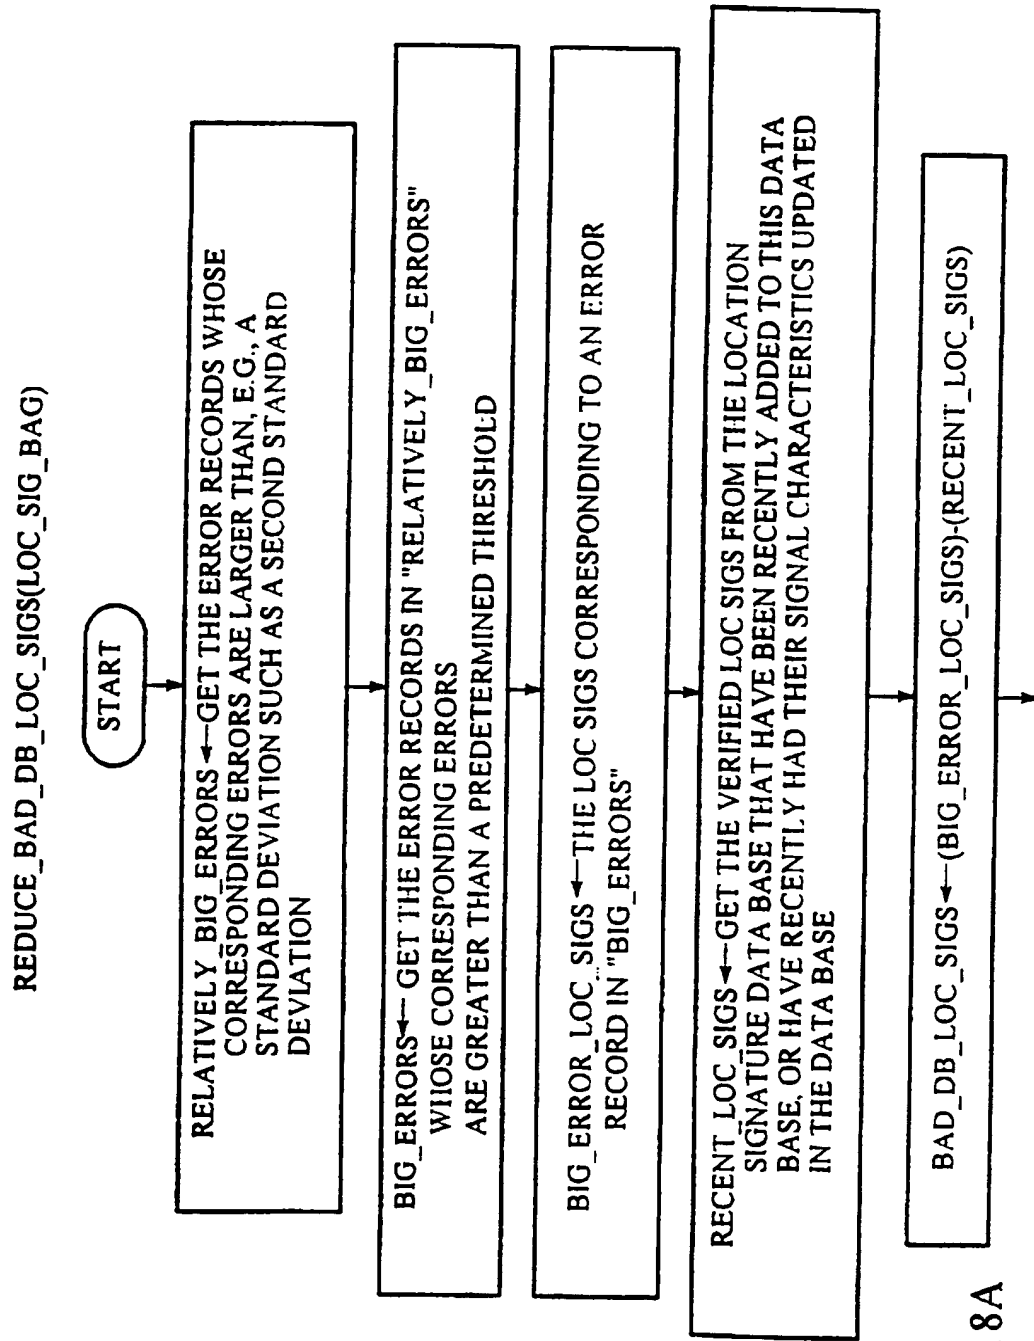 REDUCE_BAD_DB_LOC_SIGS(LOC_SIG_BAG)
START
RELATIVELY_BIG_ERRORS ← GET THE ERROR RECORDS WHOSE
CORRESPONDING ERRORS ARE LARGER THAN, E.G., A
STANDARD DEVIATION SUCH AS A SECOND STANDARD
DEVLATION
BIG_ERRORS ← GET THE ERROR RECORDS IN "RELATIVELY_BIG_ERRORS"
WHOSE CORRESPONDING ERRORS
ARE GREATER THAN A PREDETERMINED THRESHOLD
BIG_ERROR_LOC_SIGS ← THE LOC SIGS CORRESPONDING TO AN ERROR
RECORD IN "BIG_ERRORS"
RECENT_LOC_SIGS ← GET THE VERIFIED LOC SIGS FROM THE LOCATION
SIGNATURE DATA BASE THAT HAVE BEEN RECENTLY ADDED TO THIS DATA
BASE, OR HAVE RECENTLY HAD THEIR SIGNAL CHARACTERISTICS UPDATED
IN THE DATA BASE
BAD_DB_LOC_SIGS ← (BIG_ERROR_LOC_SIGS)-(RECENT_LOC_SIGS)
8A